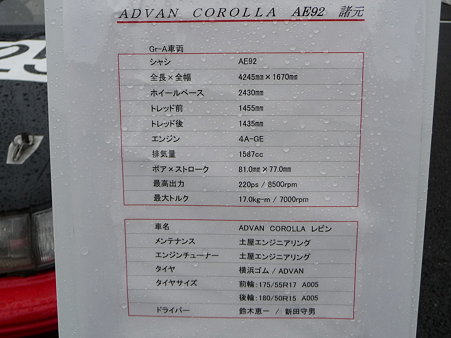 ADVAN COROLLA AE92 諸元
Gr-A車両
シャシ AE92
全長×全幅 4245mm×1670mm
ホイールベース 2430mm
トレッド前 1455mm
トレッド後 1435mm
エンジン 4A-GE
排気量 1587cc
ボア×ストローク 81.0mm×77.0mm
最高出力 220ps / 8500rpm
最大トルク 17.0kg-m / 7000rpm
車名 ADVAN COROLLA レビン
メンテナンス 土屋エンジニアリング
エンジンチューナー 土屋エンジニアリング
タイヤ 横浜ゴム / ADVAN
タイヤサイズ 前輪:175/55R17 A005
後輪:180/50R15 A005
ドライバー 鈴木恵一 / 新田守男
25